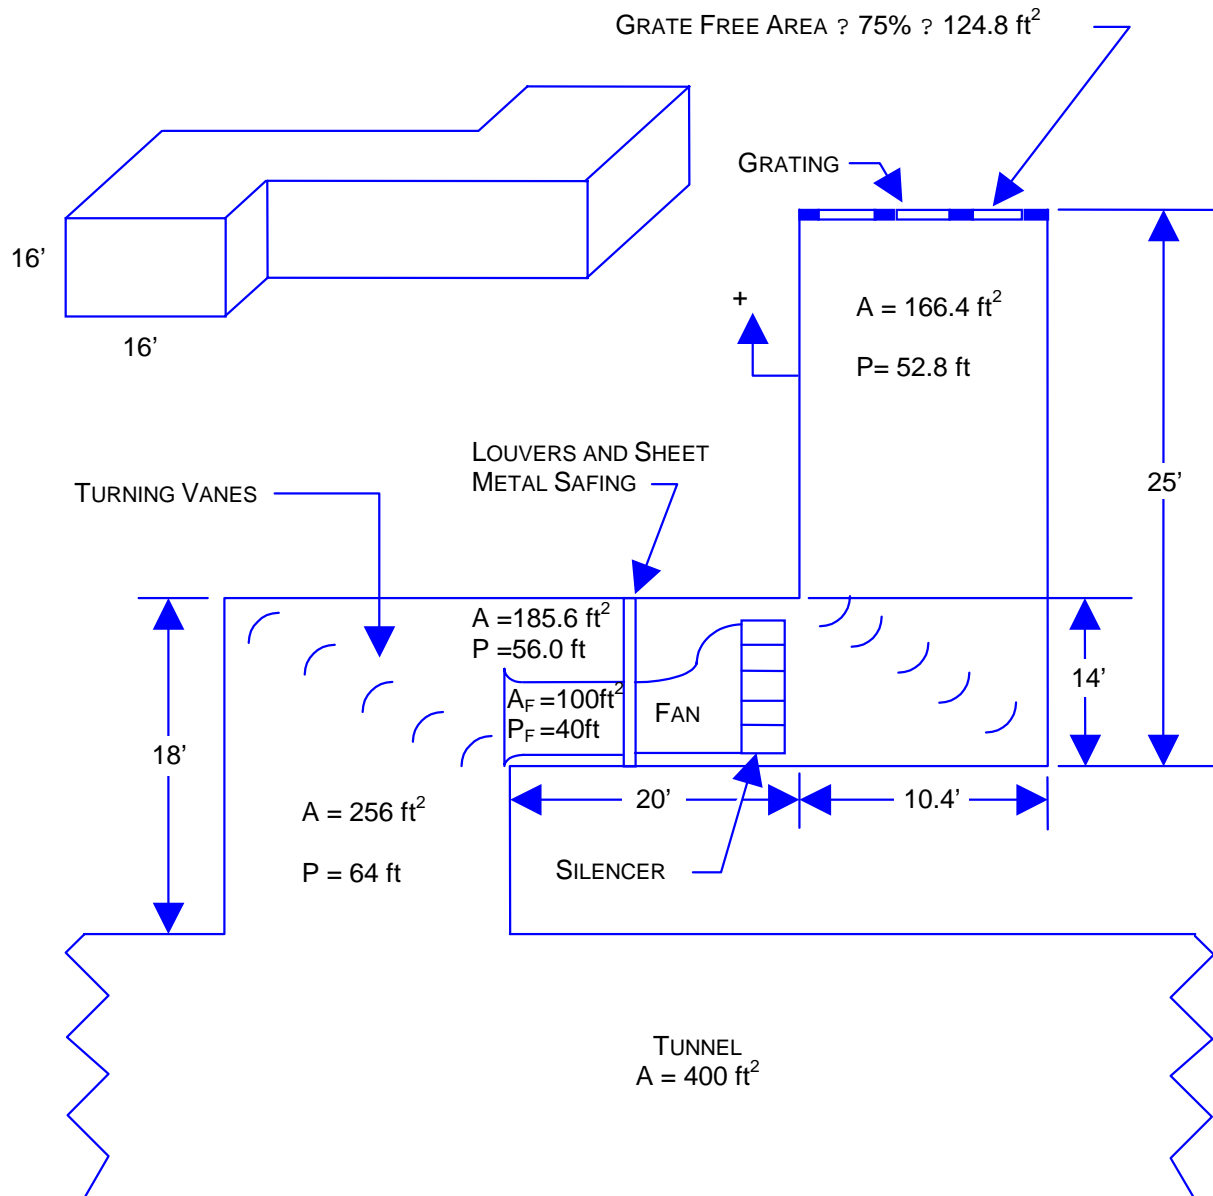 GRATE FREE AREA ? 75% ? 124.8 ft²
GRATING
16’
16’
+
A = 166.4 ft²
P= 52.8 ft
LOUVERS AND SHEET
METAL SAFING
TURNING VANES
25’
A =185.6 ft²
P =56.0 ft
A_F =100ft²
P_F =40ft
FAN
14’
18’
20’
10.4’
A = 256 ft²
P = 64 ft
SILENCER
TUNNEL
A = 400 ft²